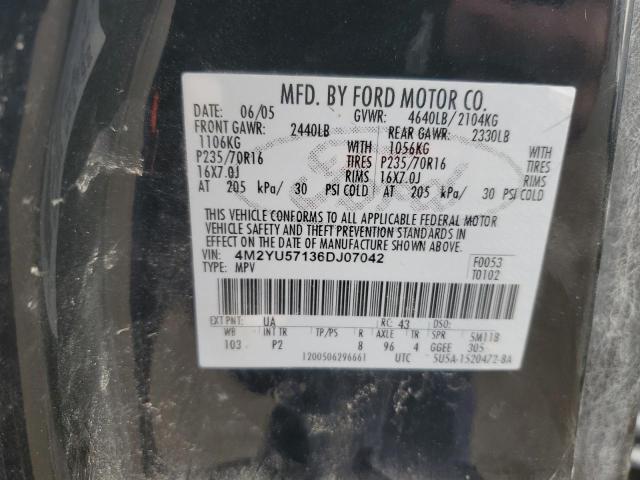 MFD. BY FORD MOTOR CO.
DATE: 06/05 GVWR: 4640LB/2104KG
FRONT GAWR: 2440LB REAR GAWR: 2330LB
1106KG WITH 1056KG WITH
P235/70R16 TIRES P235/70R16 TIRES
16X7.0J RIMS 16X7.0J RIMS
AT 205 kPa/ 30 PSI COLD AT 205 kPa/ 30 PSI COLD
THIS VEHICLE CONFORMS TO ALL APPLICABLE FEDERAL MOTOR
VEHICLE SAFETY AND THEFT PREVENTION STANDARDS IN
EFFECT ON THE DATE OF MANUFACTURE SHOWN ABOVE.
VIN: 4M2YU57136DJ07042 F0053
TYPE: MPV T0102
EXT PNT: UA RC: 43 DSO:
WB INT TR TP/PS R AXLE TR SPR 5M11B
103 P2 8 96 4 GGEE 305
1200506296661 UTC 5U5A-1520472-BA